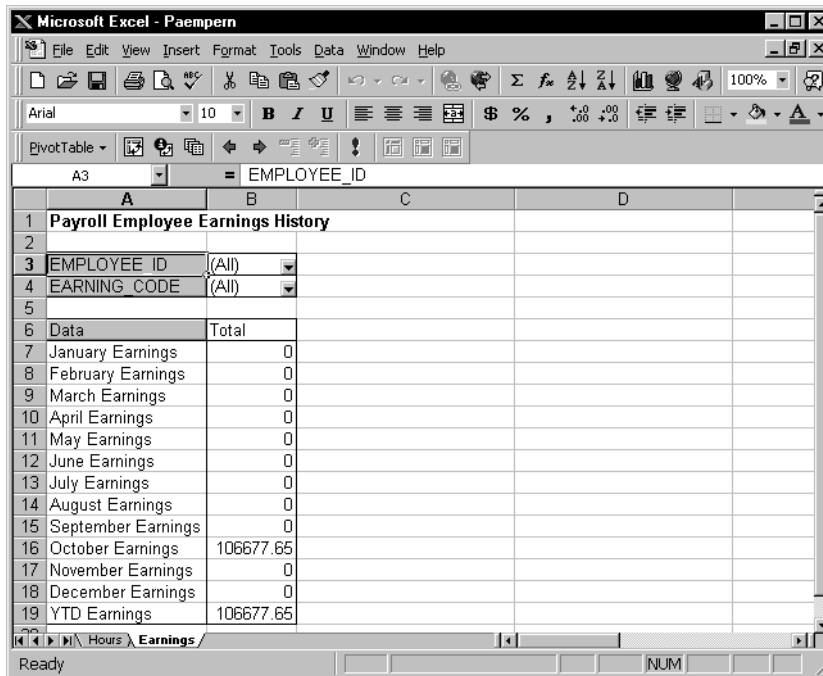 Microsoft Excel - Paempern
File Edit View Insert Format Tools Data Window Help
100%
Arial 10 B I U $ % ,
PivotTable
A3 = EMPLOYEE_ID
A B C D
1 Payroll Employee Earnings History
2
3 EMPLOYEE_ID (All)
4 EARNING_CODE (All)
5
6 Data Total
7 January Earnings 0
8 February Earnings 0
9 March Earnings 0
10 April Earnings 0
11 May Earnings 0
12 June Earnings 0
13 July Earnings 0
14 August Earnings 0
15 September Earnings 0
16 October Earnings 106677.65
17 November Earnings 0
18 December Earnings 0
19 YTD Earnings 106677.65
Hours Earnings
Ready NUM